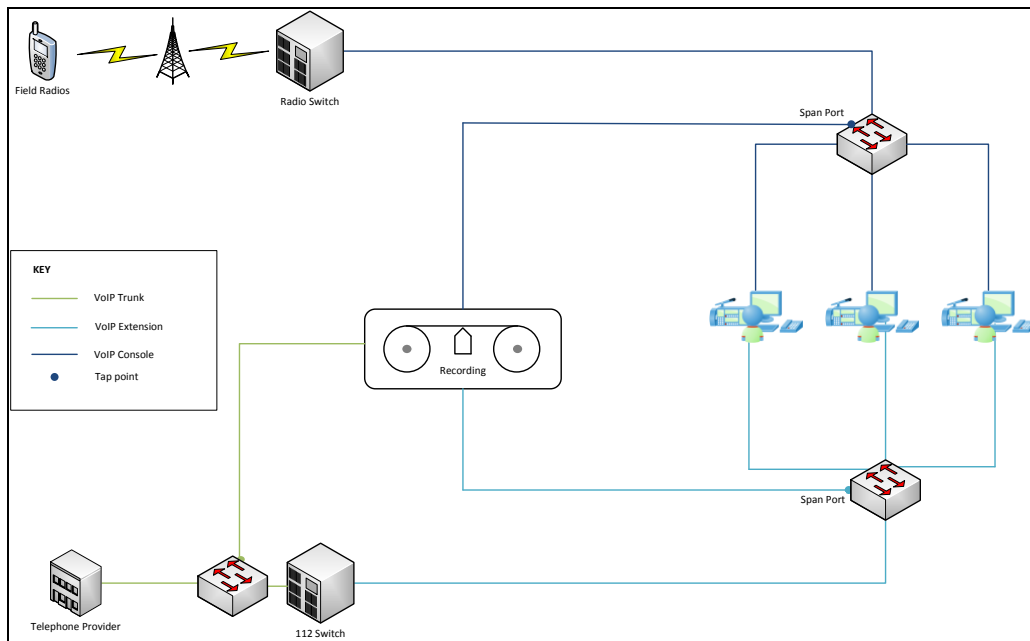 Field Radios
Radio Switch
Span Port
KEY
VoIP Trunk
VoIP Extension
VoIP Console
Tap point
Recording
Span Port
Telephone Provider
112 Switch